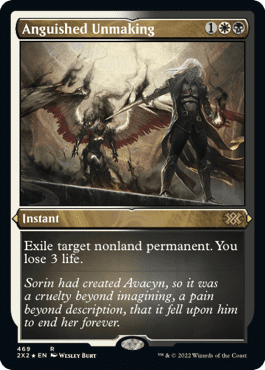 Anguished Unmaking 1
Instant
Exile target nonland permanent. You
lose 3 life.
Sorin had created Avacyn, so it was
a cruelty beyond imagining, a pain
beyond description, that it fell upon him
to end her forever.
469 R
2X2 ★ EN WESLEY BURT ™ & © 2022 Wizards of the Coast